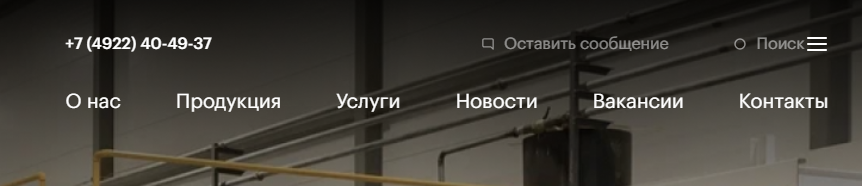 +7 (4922) 40-49-37 Оставить сообщение Поиск
О нас Продукция Услуги Новости Вакансии Контакты